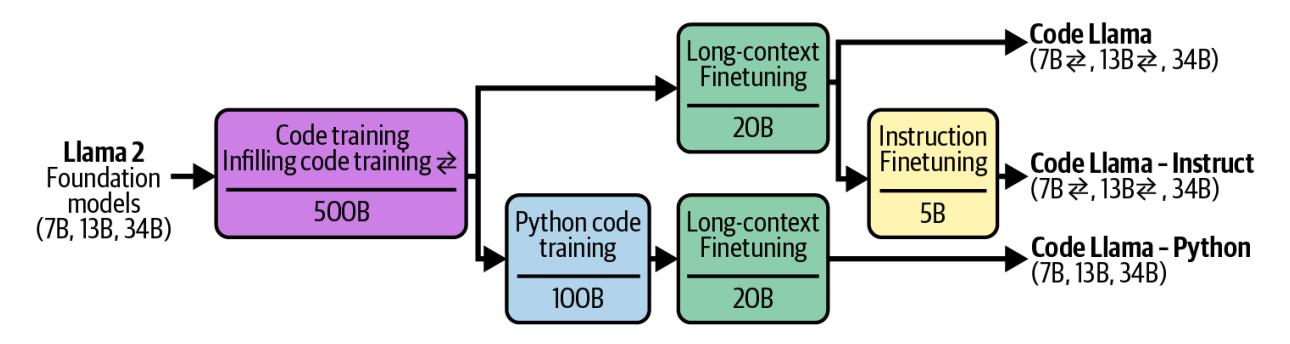 Llama 2
Foundation
models
(7B, 13B, 34B)
Code training
Infilling code training ⇄
500B
Long-context
Finetuning
20B
Python code
training
100B
Long-context
Finetuning
20B
Instruction
Finetuning
5B
Code Llama
(7B⇄, 13B⇄, 34B)
Code Llama – Instruct
(7B⇄, 13B⇄, 34B)
Code Llama – Python
(7B, 13B, 34B)